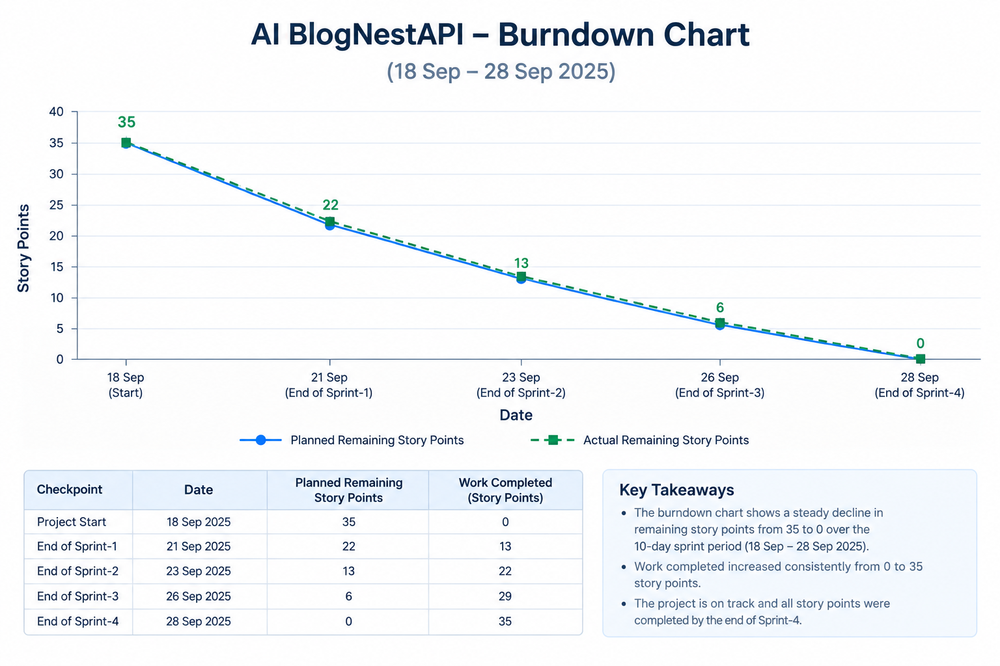 AI BlogNestAPI – Burndown Chart
(18 Sep – 28 Sep 2025)
Story Points
40
35
30
25
20
15
10
5
0
35
22
13
6
0
18 Sep
(Start)
21 Sep
(End of Sprint-1)
23 Sep
(End of Sprint-2)
26 Sep
(End of Sprint-3)
28 Sep
(End of Sprint-4)
Date
Planned Remaining Story Points
Actual Remaining Story Points
Checkpoint
Date
Planned Remaining
Story Points
Work Completed
(Story Points)
Project Start 18 Sep 2025 35 0
End of Sprint-1 21 Sep 2025 22 13
End of Sprint-2 23 Sep 2025 13 22
End of Sprint-3 26 Sep 2025 6 29
End of Sprint-4 28 Sep 2025 0 35
Key Takeaways
• The burndown chart shows a steady decline in
remaining story points from 35 to 0 over the
10-day sprint period (18 Sep – 28 Sep 2025).
• Work completed increased consistently from 0 to 35
story points.
• The project is on track and all story points were
completed by the end of Sprint-4.